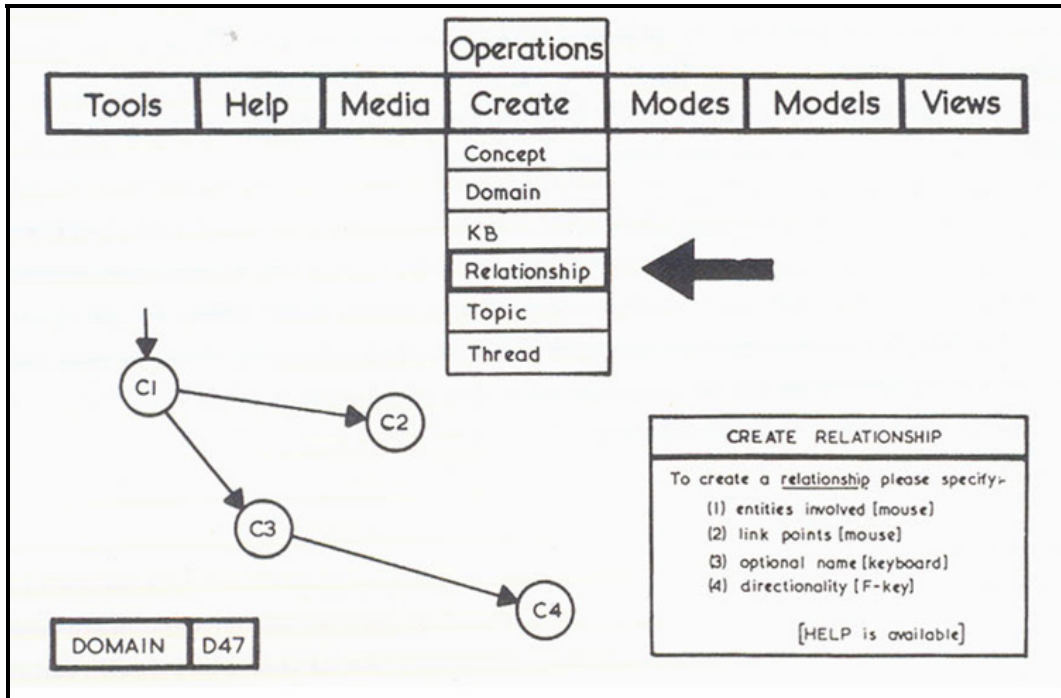 Operations
Tools Help Media Create Modes Models Views
Concept
Domain
KB
Relationship
Topic
Thread
C1
C2
C3
C4
CREATE RELATIONSHIP
To create a relationship please specify:-
(1) entities involved [mouse]
(2) link points [mouse]
(3) optional name [keyboard]
(4) directionality [F-key]
[HELP is available]
DOMAIN D47